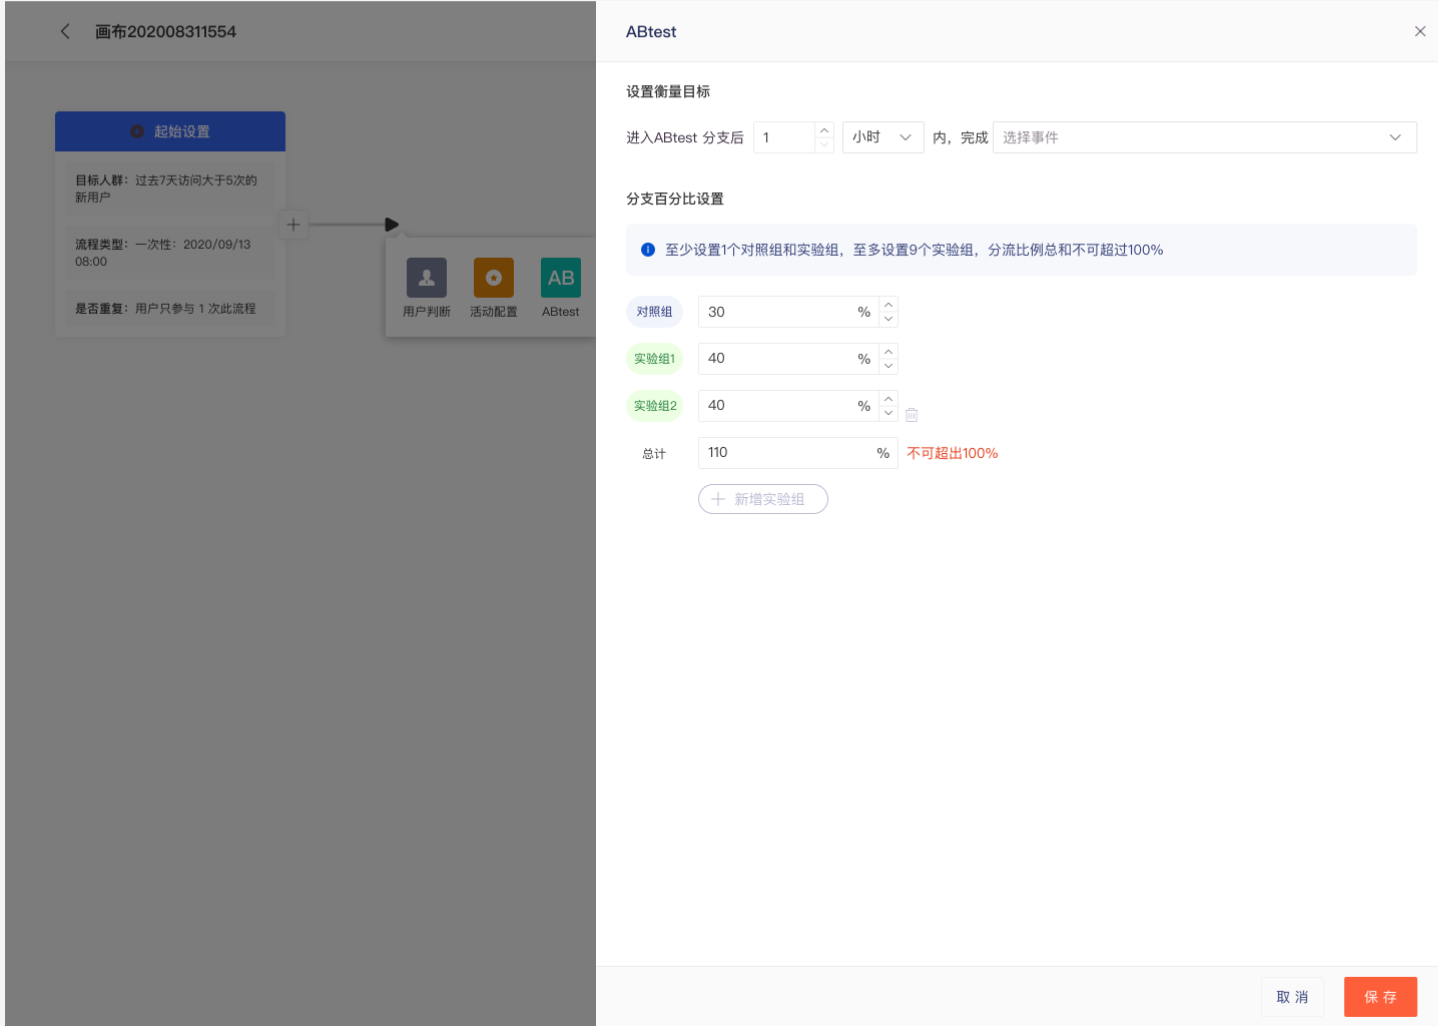 画布202008311554
起始设置
目标人群：过去7天访问大于5次的
新用户
流程类型：一次性：2020/09/13
08:00
是否重复：用户只参与 1 次此流程
AB
用户判断 活动配置 ABtest
ABtest
设置衡量目标
进入ABtest 分支后 1 小时 内，完成 选择事件
分支百分比设置
至少设置1个对照组和实验组，至多设置9个实验组，分流比例总和不可超过100%
对照组 30 %
实验组1 40 %
实验组2 40 %
总计 110 % 不可超出100%
新增实验组
取 消 保 存